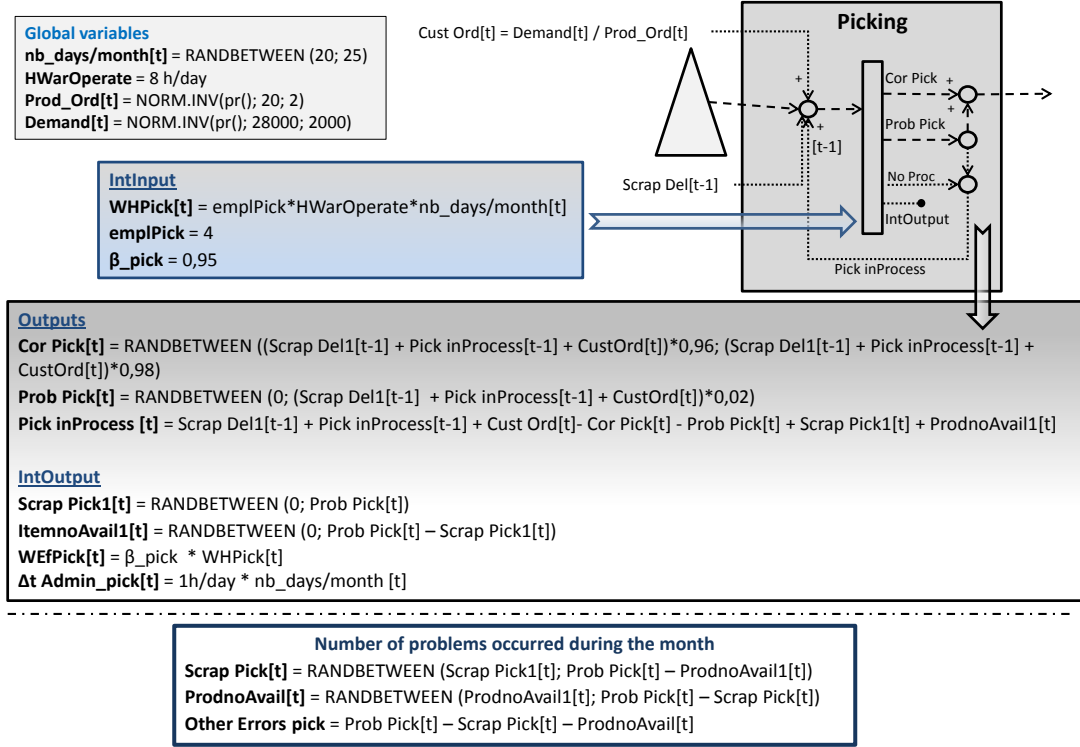 Global variables
nb_days/month[t] = RANDBETWEEN (20; 25)
HWarOperate = 8 h/day
Prod_Ord[t] = NORM.INV(pr(); 20; 2)
Demand[t] = NORM.INV(pr(); 28000; 2000)
Cust Ord[t] = Demand[t] / Prod_Ord[t]
Picking
Cor Pick
+
+
+
Prob Pick
+
[t-1]
No Proc
Scrap Del[t-1]
IntOutput
Pick inProcess
IntInput
WHPick[t] = emplPick*HWarOperate*nb_days/month[t]
emplPick = 4
β_pick = 0,95
Outputs
Cor Pick[t] = RANDBETWEEN ((Scrap Del1[t-1] + Pick inProcess[t-1] + CustOrd[t])*0,96; (Scrap Del1[t-1] + Pick inProcess[t-1] +
CustOrd[t])*0,98)
Prob Pick[t] = RANDBETWEEN (0; (Scrap Del1[t-1] + Pick inProcess[t-1] + CustOrd[t])*0,02)
Pick inProcess [t] = Scrap Del1[t-1] + Pick inProcess[t-1] + Cust Ord[t]- Cor Pick[t] - Prob Pick[t] + Scrap Pick1[t] + ProdnoAvail1[t]
IntOutput
Scrap Pick1[t] = RANDBETWEEN (0; Prob Pick[t])
ItemnoAvail1[t] = RANDBETWEEN (0; Prob Pick[t] – Scrap Pick1[t])
WEfPick[t] = β_pick * WHPick[t]
Δt Admin_pick[t] = 1h/day * nb_days/month [t]
Number of problems occurred during the month
Scrap Pick[t] = RANDBETWEEN (Scrap Pick1[t]; Prob Pick[t] – ProdnoAvail1[t])
ProdnoAvail[t] = RANDBETWEEN (ProdnoAvail1[t]; Prob Pick[t] – Scrap Pick[t])
Other Errors pick = Prob Pick[t] – Scrap Pick[t] – ProdnoAvail[t]